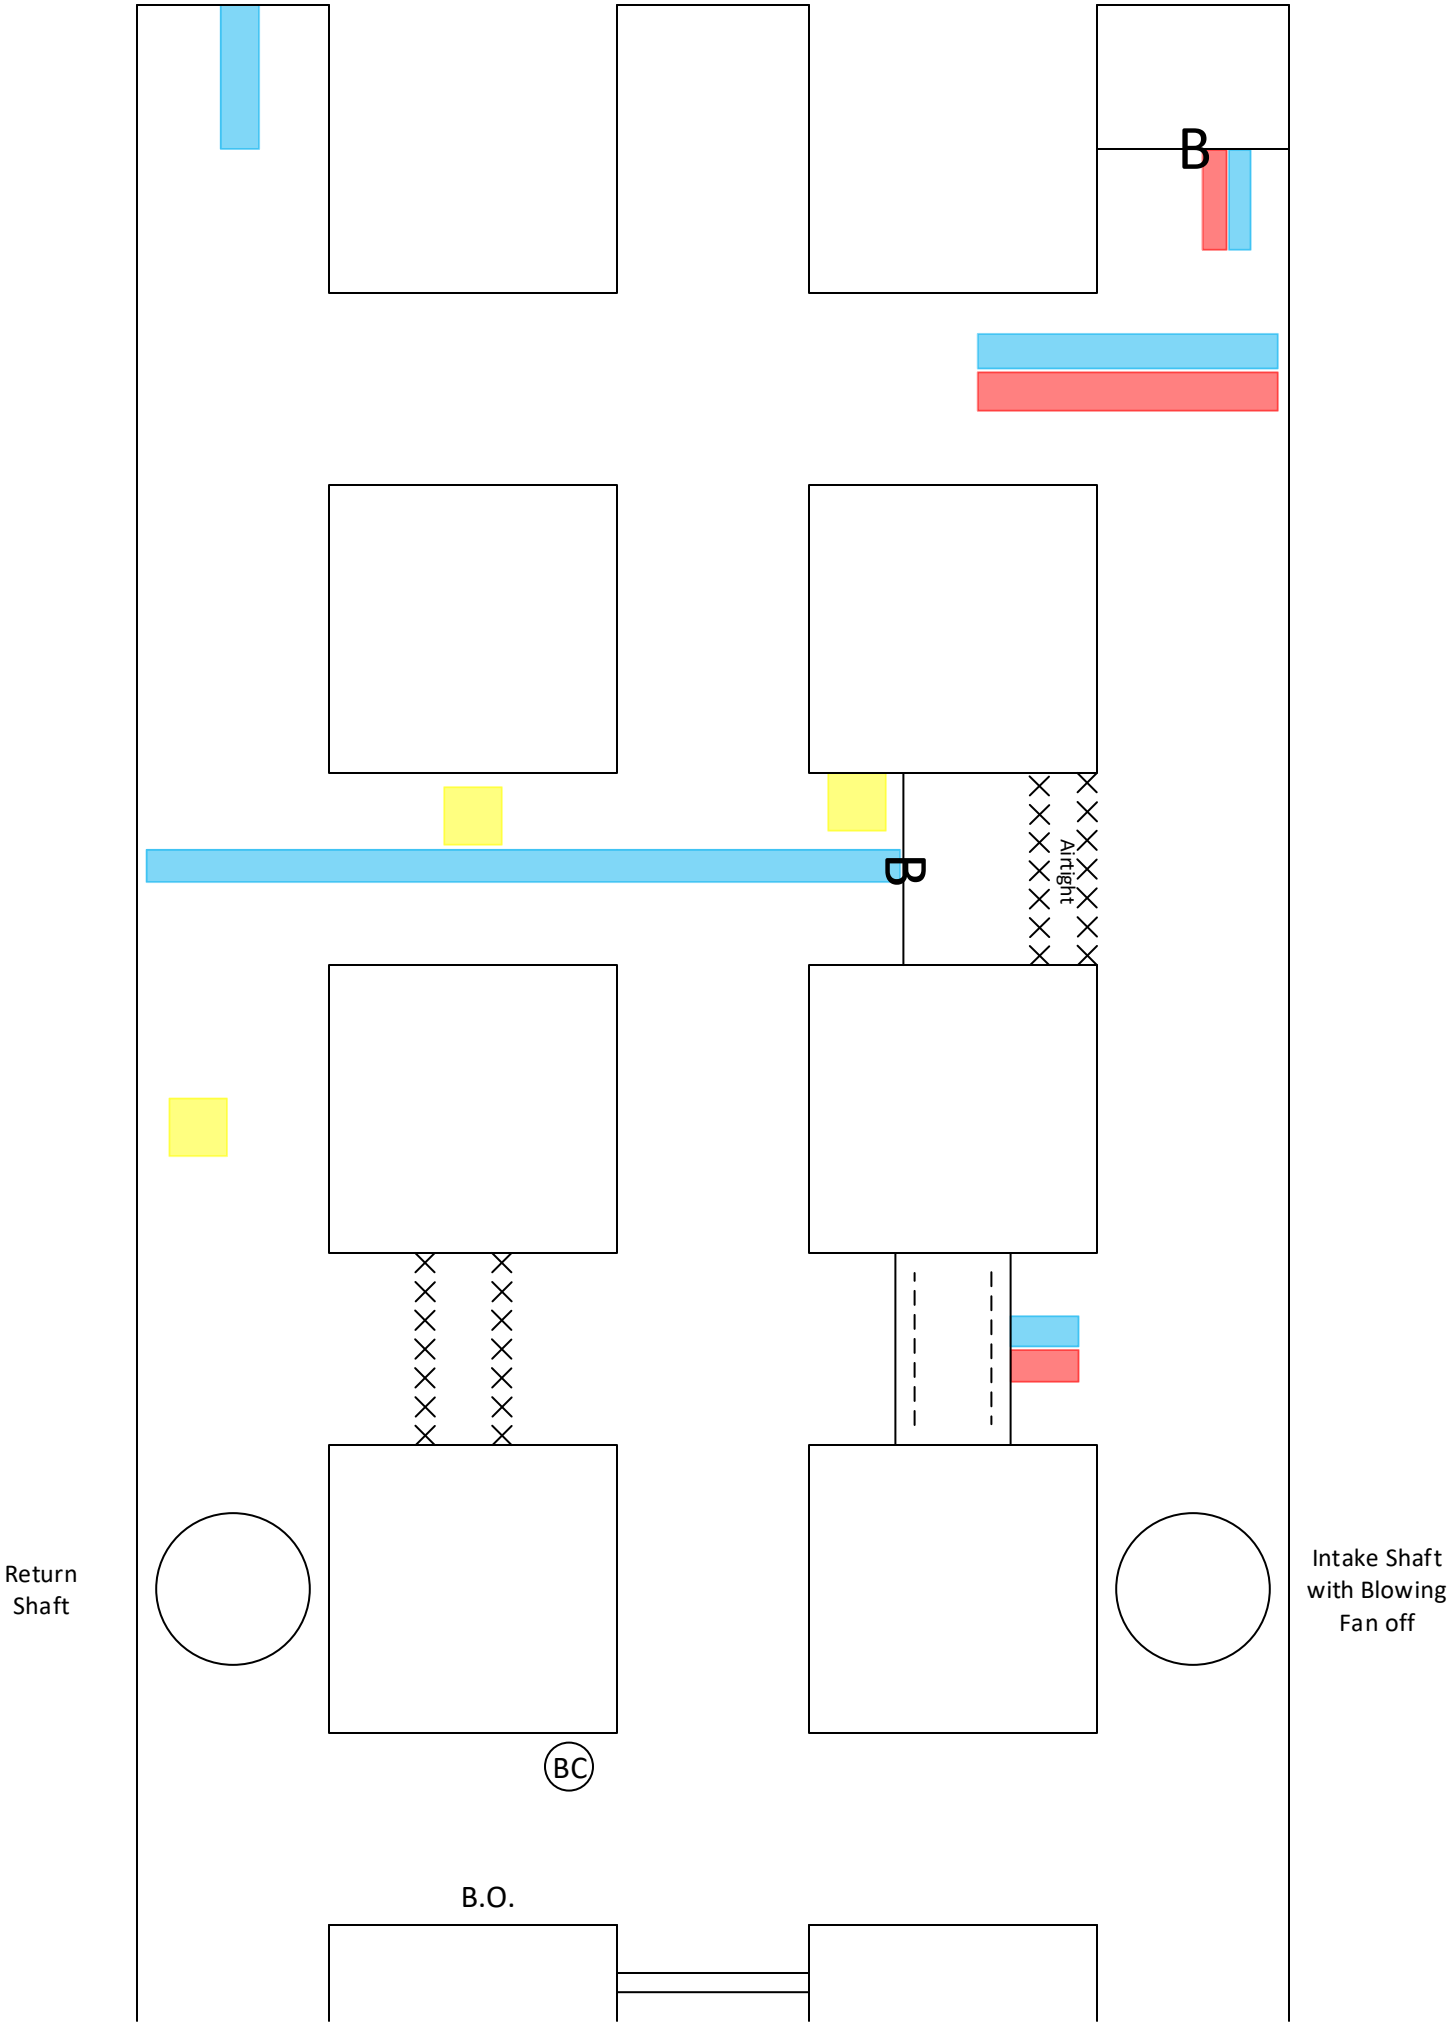 B
B
Airtight
Return
Shaft
Intake Shaft
with Blowing
Fan off
BC
B.O.